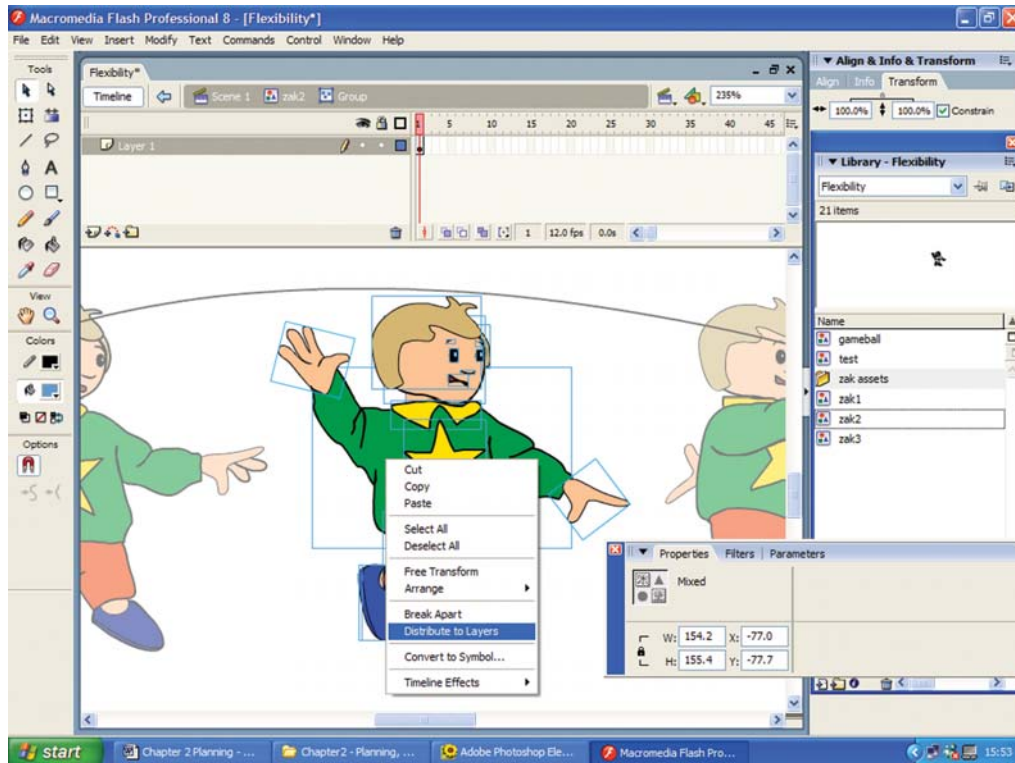 Macromedia Flash Professional 8 - [Flexibility*]
File Edit View Insert Modify Text Commands Control Window Help
Tools
View
Colors
Options
Flexibility*
Timeline Scene 1 zak2 Group 235%
1 5 10 15 20 25 30 35 40 45
Layer 1
1 12.0 fps 0.0s
Cut
Copy
Paste
Select All
Deselect All
Free Transform
Arrange
Break Apart
Distribute to Layers
Convert to Symbol...
Timeline Effects
Align & Info & Transform
Align Info Transform
100.0% 100.0% Constrain
Library - Flexibility
Flexibility
21 items
Name
gameball
test
zak assets
zak1
zak2
zak3
Properties Filters Parameters
Mixed
W: 154.2 X: -77.0
H: 155.4 Y: -77.7
start Chapter 2 Planning - ... Chapter2 - Planning, ... Adobe Photoshop Ele... Macromedia Flash Pro... 15:53